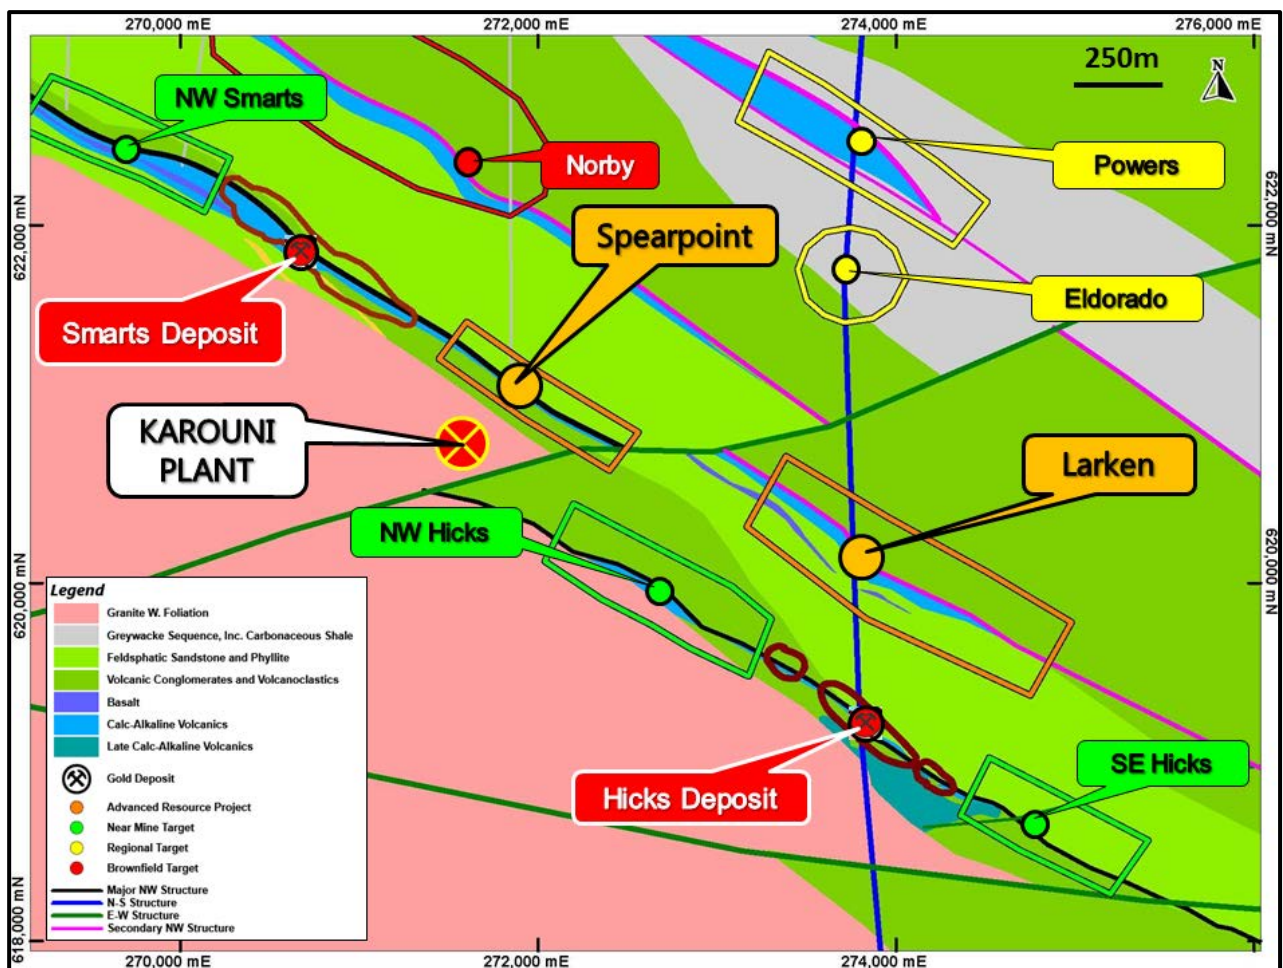 270,000 mE
272,000 mE
274,000 mE
276,000 mE
250m
N
NW Smarts
Norby
Powers
622,000 mN
622,000 mN
Spearpoint
Eldorado
Smarts Deposit
KAROUNI
PLANT
Larken
NW Hicks
620,000 mN
620,000 mN
Legend
Granite W. Foliation
Greywacke Sequence, Inc. Carbonaceous Shale
Feldsphatic Sandstone and Phyllite
Volcanic Conglomerates and Volcanoclastics
Basalt
Calc-Alkaline Volcanics
Late Calc-Alkaline Volcanics
Gold Deposit
Advanced Resource Project
Near Mine Target
Regional Target
Brownfield Target
Major NW Structure
N-S Structure
E-W Structure
Secondary NW Structure
SE Hicks
Hicks Deposit
618,000 mN
270,000 mE
272,000 mE
274,000 mE